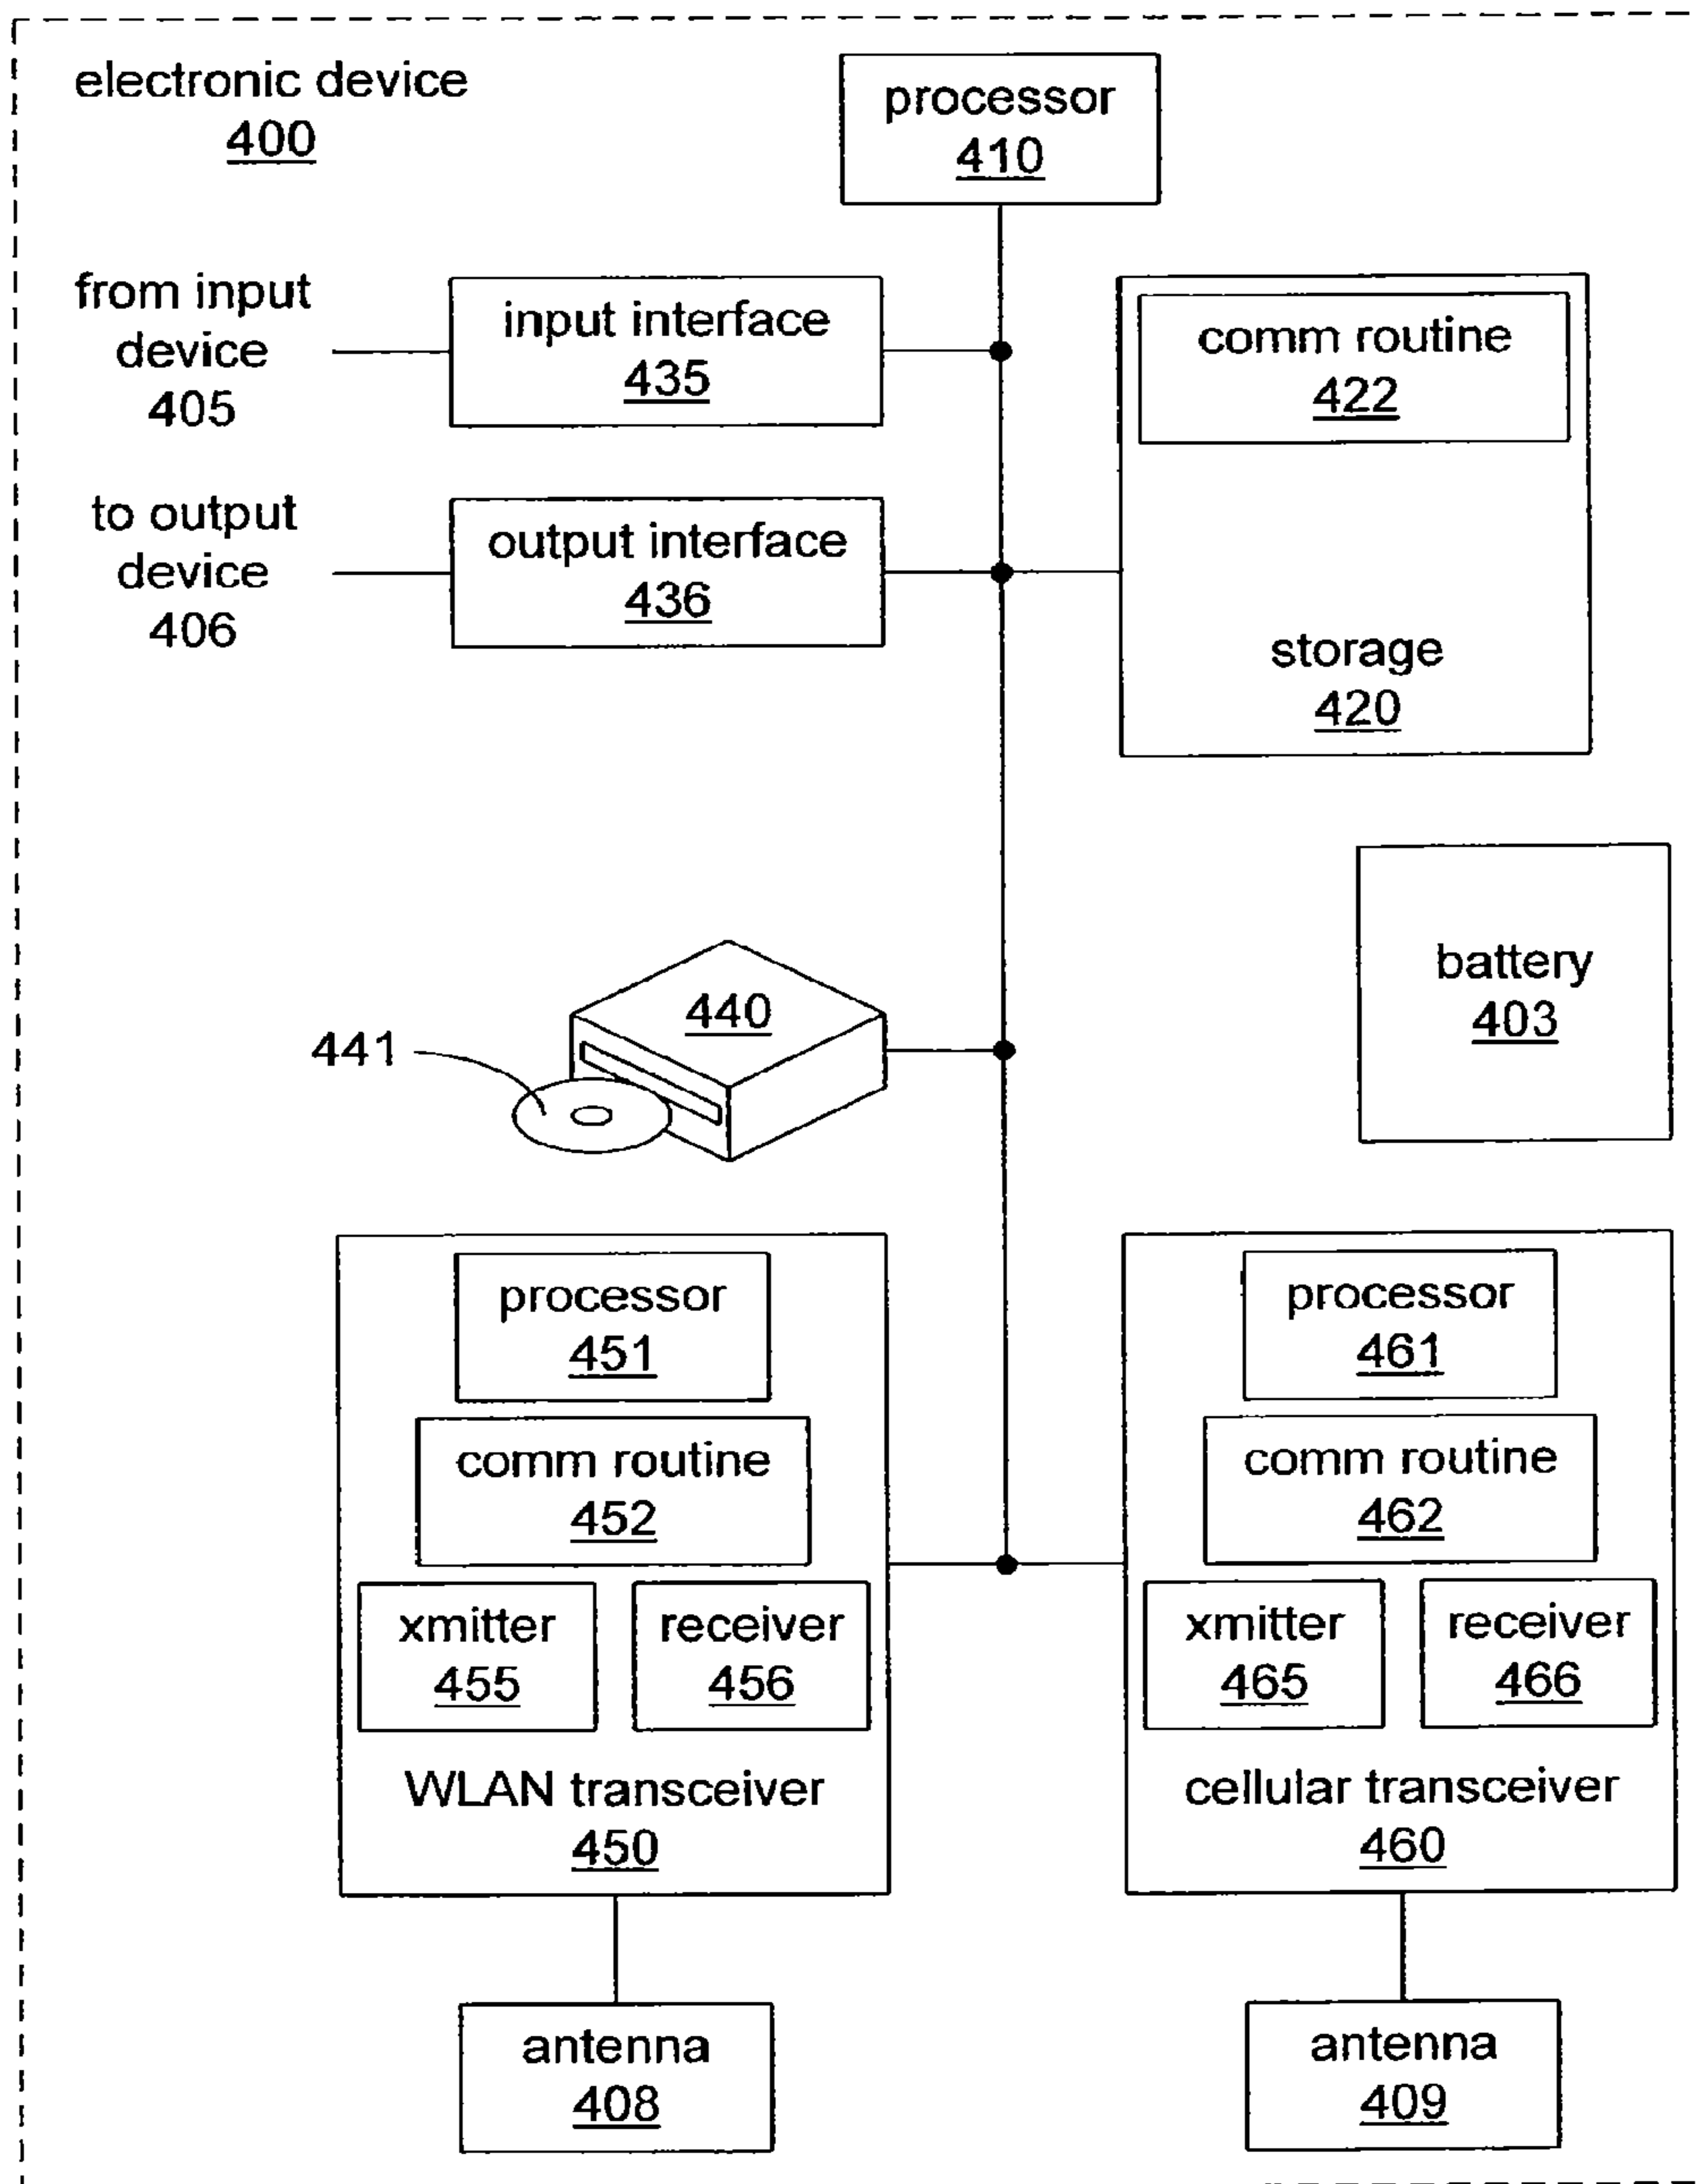 electronic device
400
processor
410
from input
device
405
input interface
435
comm routine
422
to output
device
406
output interface
436
storage
420
battery
403
440
441
processor
451
comm routine
452
xmitter
455
receiver
456
WLAN transceiver
450
processor
461
comm routine
462
xmitter
465
receiver
466
cellular transceiver
460
antenna
408
antenna
409